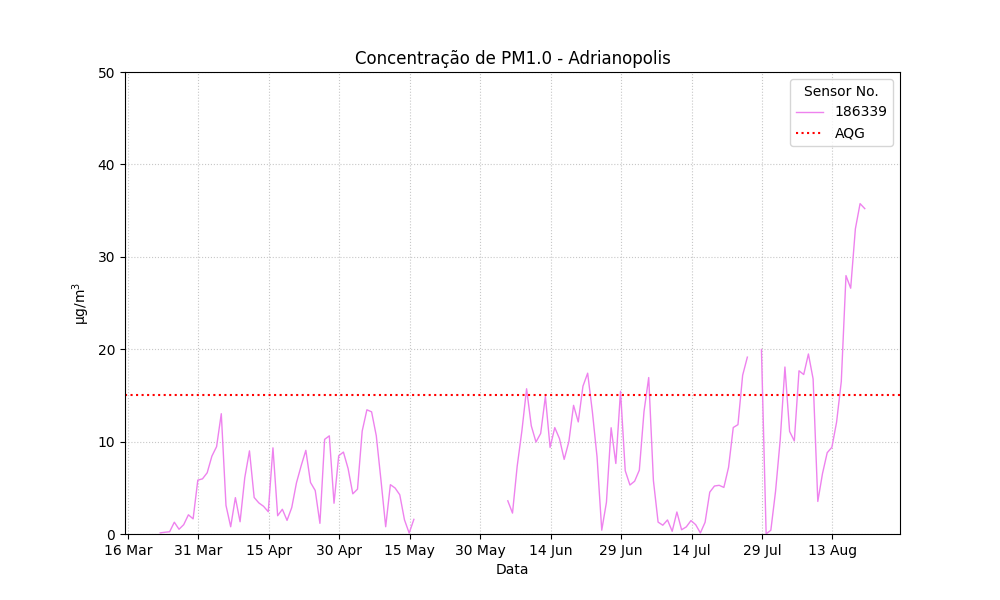 Concentração de PM1.0 - Adrianopolis
Sensor No.
186339
AQG
50
40
30
20
10
0
µg/m³
16 Mar
31 Mar
15 Apr
30 Apr
15 May
30 May
14 Jun
29 Jun
14 Jul
29 Jul
13 Aug
Data